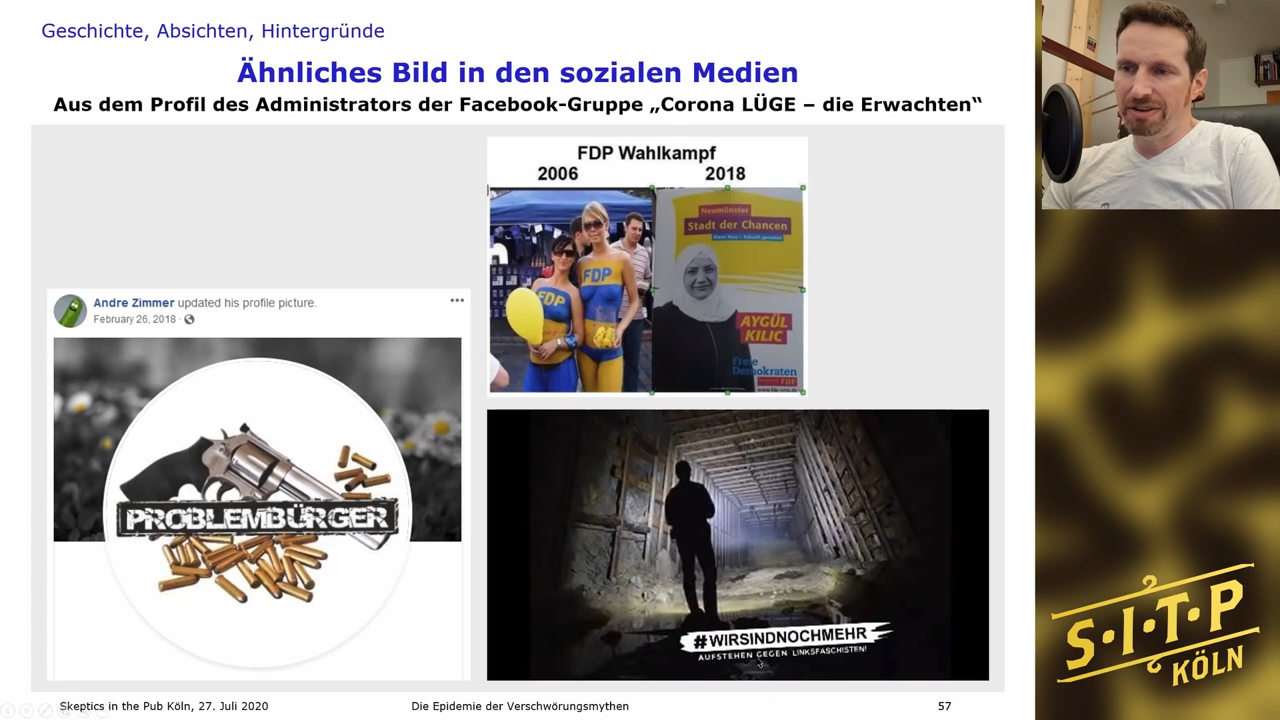 Geschichte, Absichten, Hintergründe
Ähnliches Bild in den sozialen Medien
Aus dem Profil des Administrators der Facebook-Gruppe „Corona LÜGE – die Erwachten“
FDP Wahlkampf
2006 2018
FDP
FDP
Neumünster
Stadt der Chancen
AYGÜL
KILIC
Freie
Demokraten
FDP
Andre Zimmer updated his profile picture.
February 26, 2018
PROBLEMBÜRGER
#WIRSINDNOCHMEHR
AUFSTEHEN GEGEN LINKSFASCHISTEN!
S·I·T·P
KÖLN
Skeptics in the Pub Köln, 27. Juli 2020 Die Epidemie der Verschwörungsmythen 57